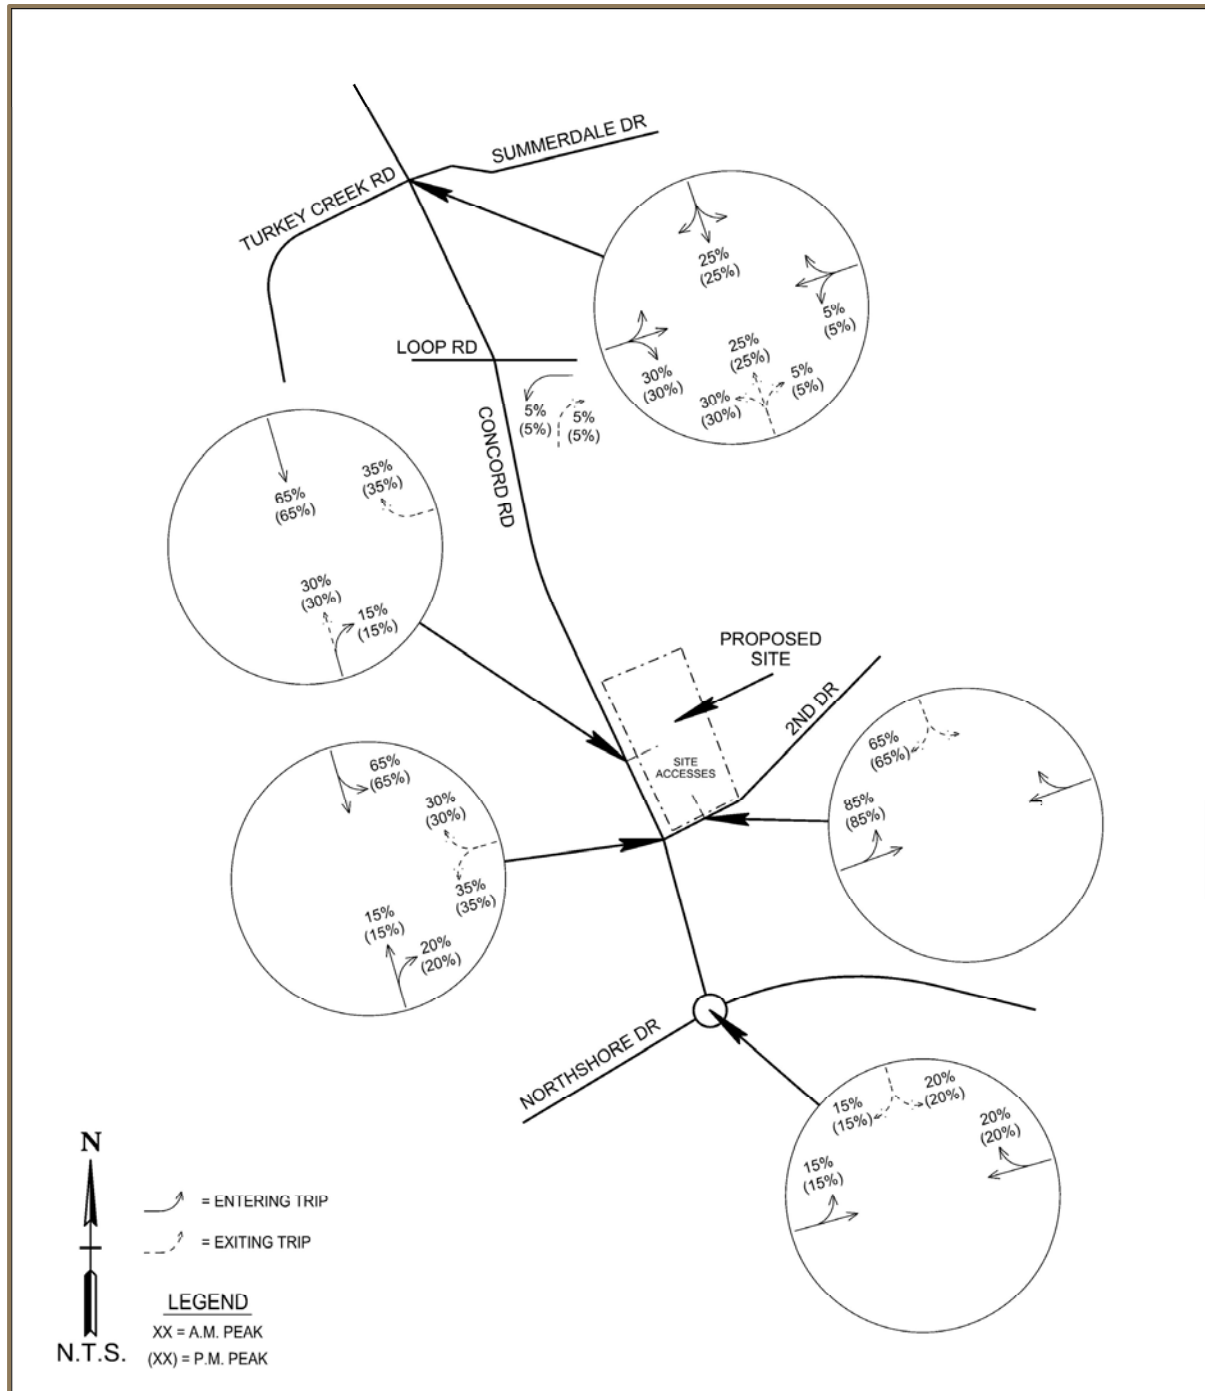 SUMMERDALE DR
TURKEY CREEK RD
25%
(25%)
5%
(5%)
25%
(25%)
5%
(5%)
30%
(30%)
30%
(30%)
LOOP RD
5%
(5%)
5%
(5%)
CONCORD RD
35%
(35%)
65%
(65%)
30%
(30%)
15%
(15%)
PROPOSED
SITE
2ND DR
SITE
ACCESSES
65%
(65%)
85%
(85%)
65%
(65%)
30%
(30%)
35%
(35%)
15%
(15%)
20%
(20%)
NORTHSHORE DR
20%
(20%)
15%
(15%)
20%
(20%)
15%
(15%)
N
N.T.S.
= ENTERING TRIP
= EXITING TRIP
LEGEND
XX = A.M. PEAK
(XX) = P.M. PEAK